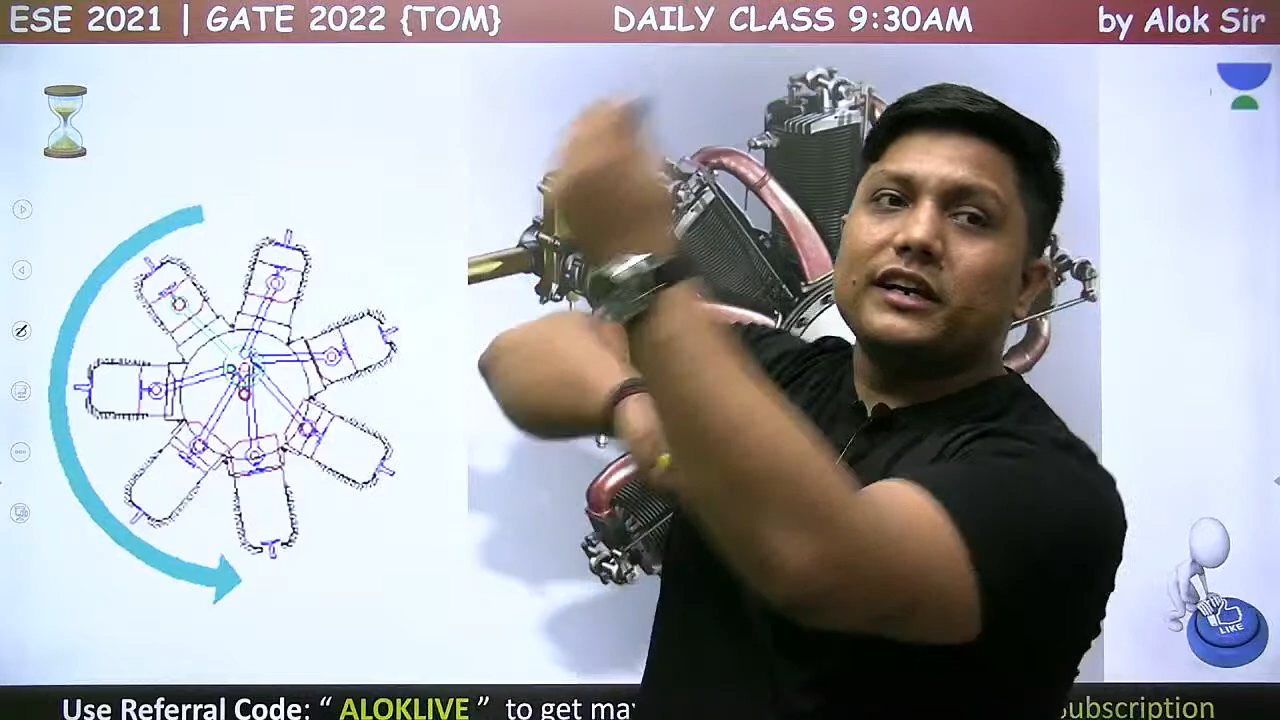 ESE 2021 | GATE 2022 {TOM} DAILY CLASS 9:30AM by Alok Sir
LIKE
Use Referral Code: “ ALOKLIVE ” to get ubscription